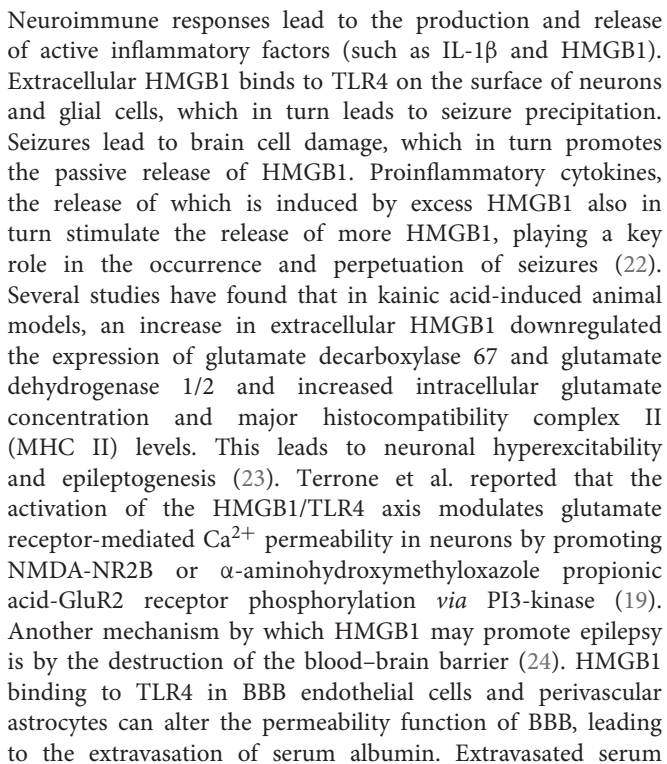 Neuroimmune responses lead to the production and release
of active inflammatory factors (such as IL-1β and HMGB1).
Extracellular HMGB1 binds to TLR4 on the surface of neurons
and glial cells, which in turn leads to seizure precipitation.
Seizures lead to brain cell damage, which in turn promotes
the passive release of HMGB1. Proinflammatory cytokines,
the release of which is induced by excess HMGB1 also in
turn stimulate the release of more HMGB1, playing a key
role in the occurrence and perpetuation of seizures (22).
Several studies have found that in kainic acid-induced animal
models, an increase in extracellular HMGB1 downregulated
the expression of glutamate decarboxylase 67 and glutamate
dehydrogenase 1/2 and increased intracellular glutamate
concentration and major histocompatibility complex II
(MHC II) levels. This leads to neuronal hyperexcitability
and epileptogenesis (23). Terrone et al. reported that the
activation of the HMGB1/TLR4 axis modulates glutamate
receptor-mediated Ca²⁺ permeability in neurons by promoting
NMDA-NR2B or α-aminohydroxymethyloxazole propionic
acid-GluR2 receptor phosphorylation via PI3-kinase (19).
Another mechanism by which HMGB1 may promote epilepsy
is by the destruction of the blood–brain barrier (24). HMGB1
binding to TLR4 in BBB endothelial cells and perivascular
astrocytes can alter the permeability function of BBB, leading
to the extravasation of serum albumin. Extravasated serum